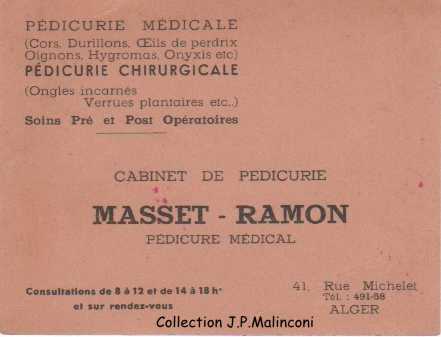 PÉDICURIE MÉDICALE
(Cors, Durillons, Œils de perdrix
Oignons, Hygromas, Onyxis etc)
PÉDICURIE CHIRURGICALE
(Ongles incarnés
Verrues plantaires etc..)
Soins Pré et Post Opératoires
CABINET DE PEDICURIE
MASSET - RAMON
PÉDICURE MÉDICAL
Consultations de 8 à 12 et de 14 à 18 hs
et sur rendez-vous
41, Rue Michelet
Tél. : 491-58
ALGER
Collection J.P.Malinconi